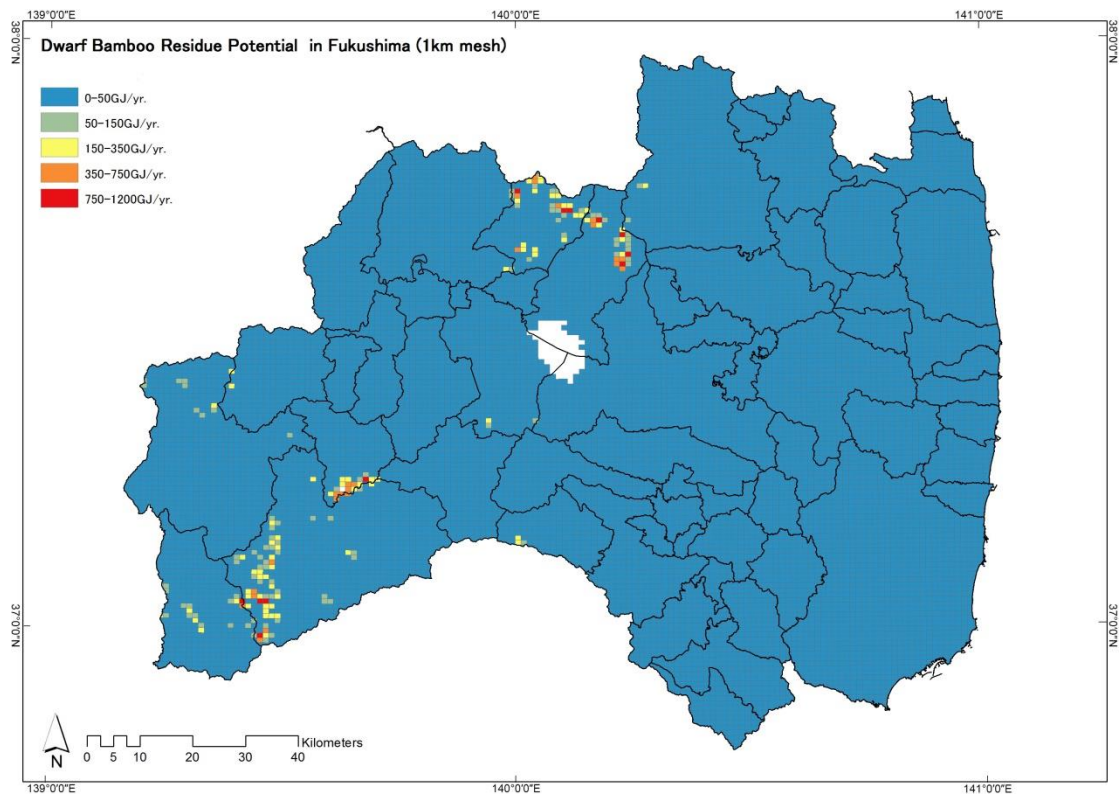 139°0'0"E 140°0'0"E 141°0'0"E
38°0'0"N 38°0'0"N
Dwarf Bamboo Residue Potential in Fukushima (1km mesh)
0-50GJ/yr.
50-150GJ/yr.
150-350GJ/yr.
350-750GJ/yr.
750-1200GJ/yr.
37°0'0"N 37°0'0"N
N
Kilometers
0 5 10 20 30 40
139°0'0"E 140°0'0"E 141°0'0"E